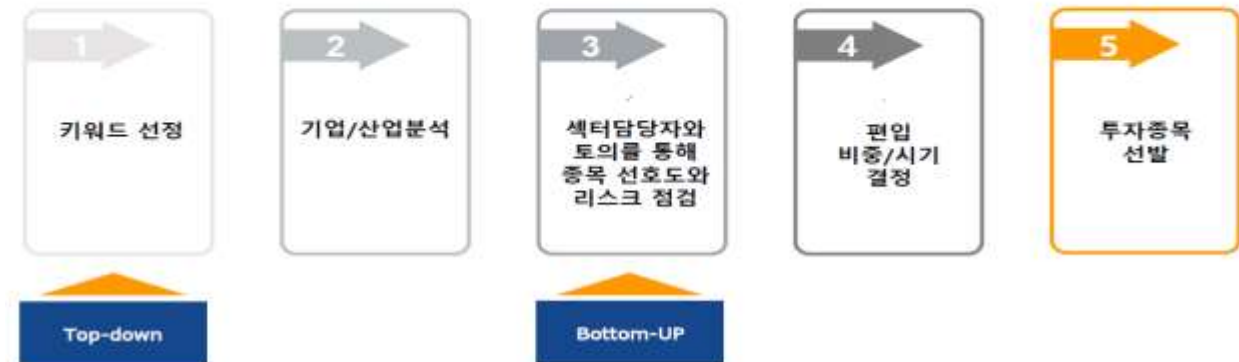 1
키워드 선정
2
기업/산업분석
3
섹터담당자와
토의를 통해
종목 선호도와
리스크 점검
4
편입
비중/시기
결정
5
투자종목
선발
Top-down
Bottom-UP